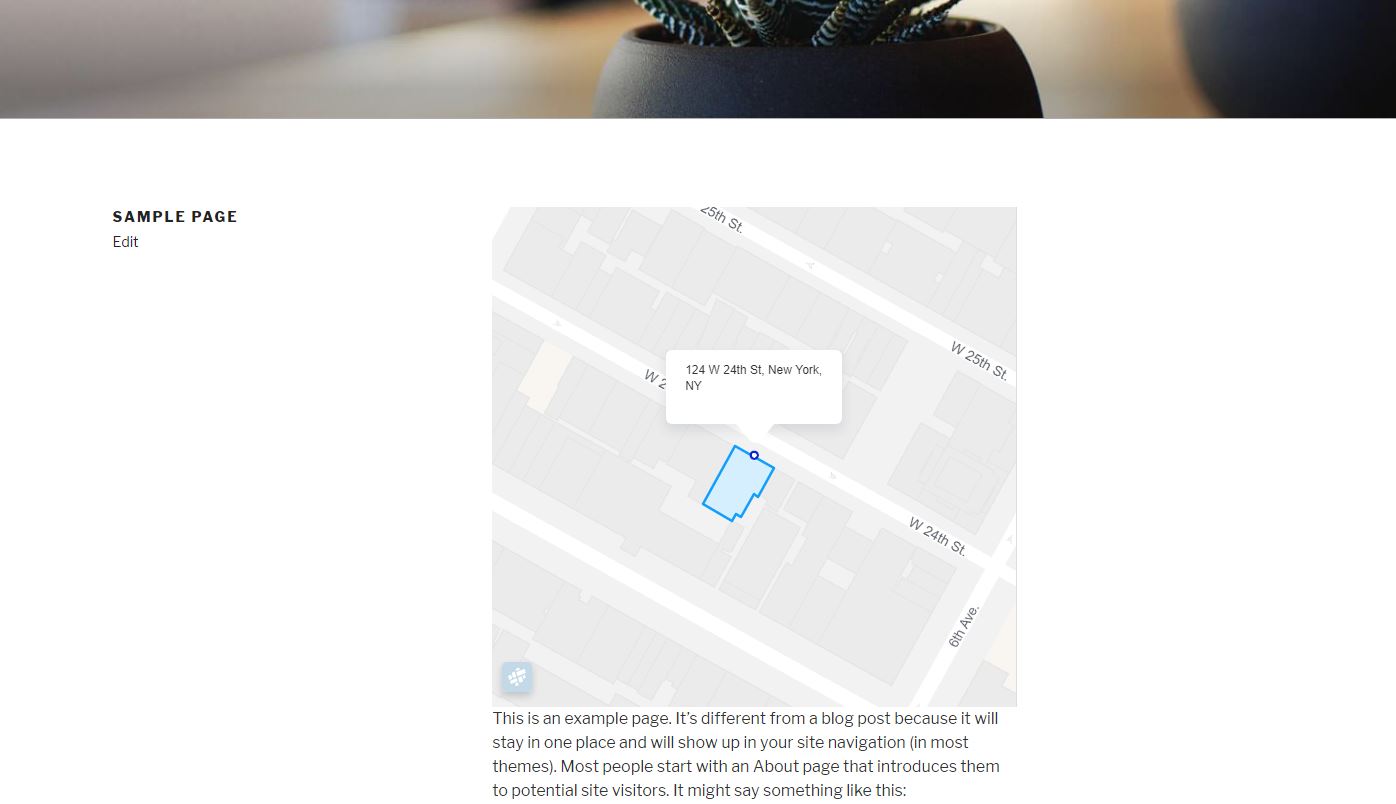 SAMPLE PAGE
Edit
25th St.
W 25th St.
W 2
124 W 24th St, New York,
NY
W 24th St.
6th Ave.
This is an example page. It’s different from a blog post because it will
stay in one place and will show up in your site navigation (in most
themes). Most people start with an About page that introduces them
to potential site visitors. It might say something like this: